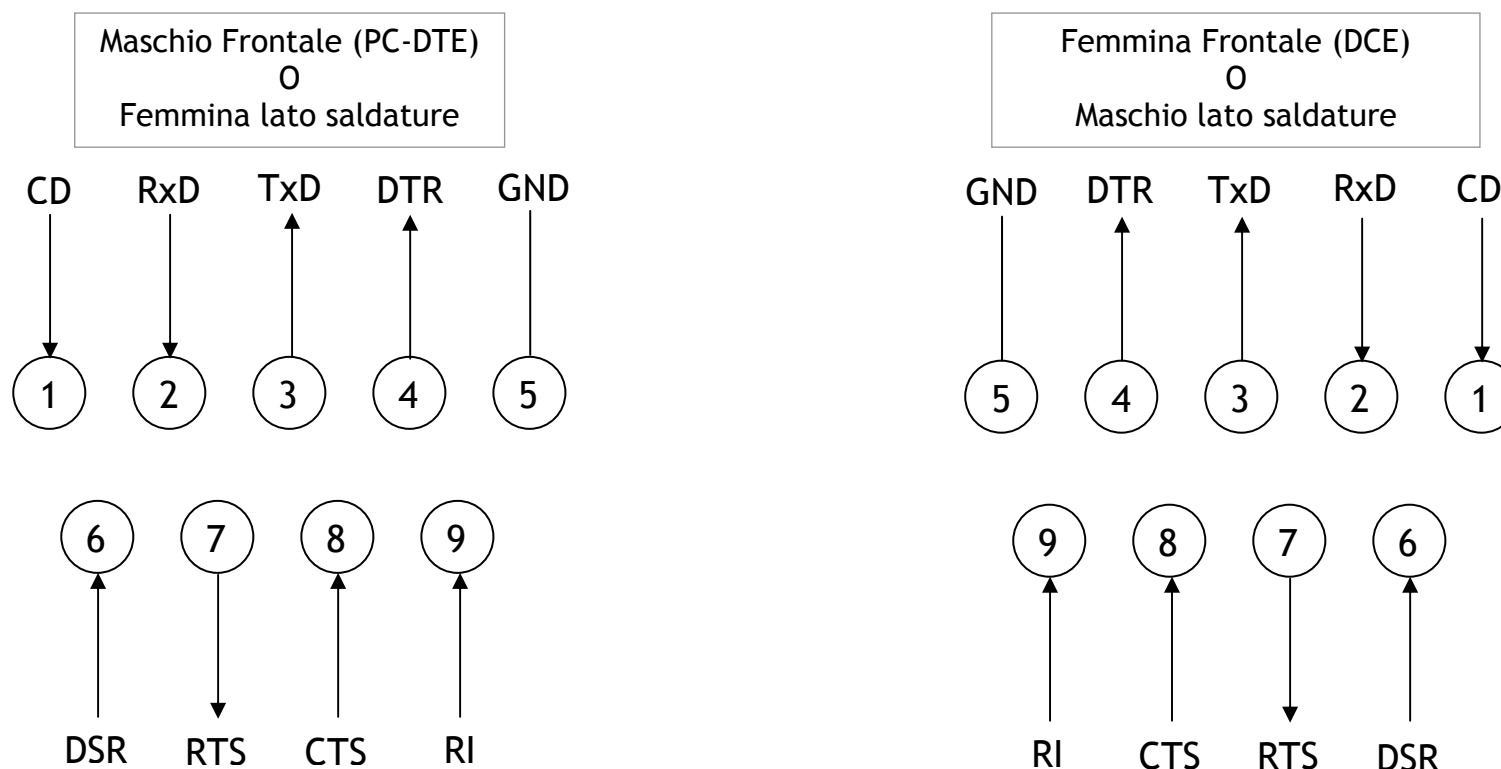 Maschio Frontale (PC-DTE)
O
Femmina lato saldature
CD RxD TxD DTR GND
1 2 3 4 5
6 7 8 9
DSR RTS CTS RI
Femmina Frontale (DCE)
O
Maschio lato saldature
GND DTR TxD RxD CD
5 4 3 2 1
9 8 7 6
RI CTS RTS DSR